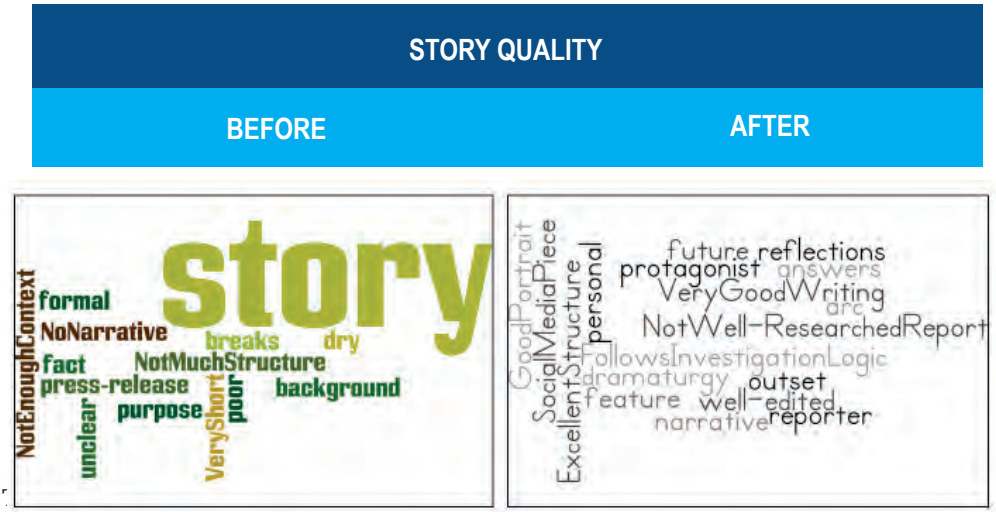 STORY QUALITY
BEFORE
AFTER
story
NotEnoughContext
formal
NoNarrative
breaks
dry
fact
NotMuchStructure
press-release
background
purpose
VeryShort
poor
unclear
GoodPortrait
SocialMediaPiece
ExcellentStructure
personal
future
reflections
protagonist
answers
VeryGoodWriting
arc
NotWell-ResearchedReport
FollowsInvestigationLogic
dramaturgy
outset
feature
well-edited
narrative
reporter